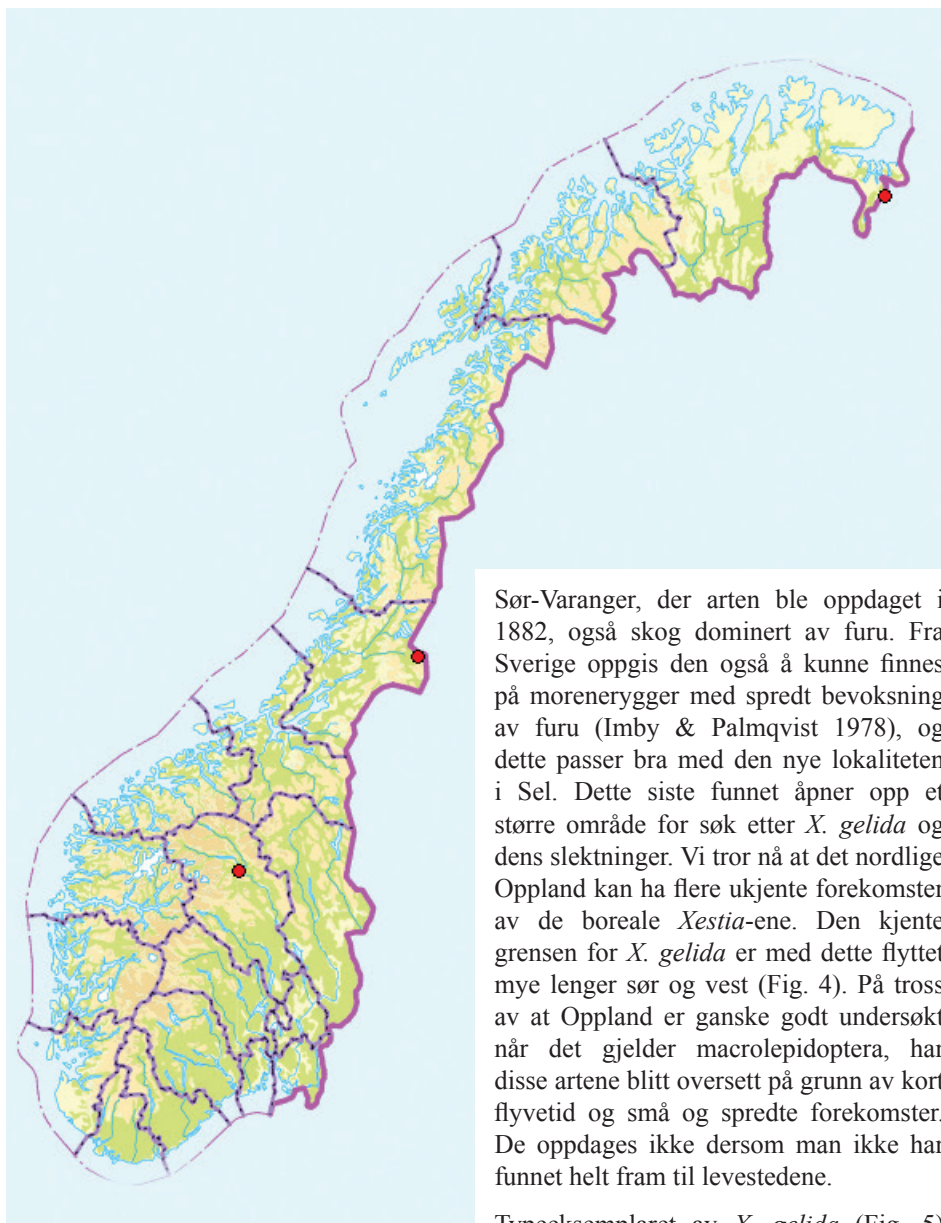 Sør-Varanger, der arten ble oppdaget i
1882, også skog dominert av furu. Fra
Sverige oppgis den også å kunne finnes
på morenerygger med spredt bevoksning
av furu (Imby & Palmqvist 1978), og
dette passer bra med den nye lokaliteten
i Sel. Dette siste funnet åpner opp et
større område for søk etter X. gelida og
dens slektninger. Vi tror nå at det nordlige
Oppland kan ha flere ukjente forekomster
av de boreale Xestia-ene. Den kjente
grensen for X. gelida er med dette flyttet
mye lenger sør og vest (Fig. 4). På tross
av at Oppland er ganske godt undersøkt
når det gjelder macrolepidoptera, har
disse artene blitt oversett på grunn av kort
flyvetid og små og spredte forekomster.
De oppdages ikke dersom man ikke har
funnet helt fram til levestedene.
Typeeksemplaret av X. gelida (Fig. 5)